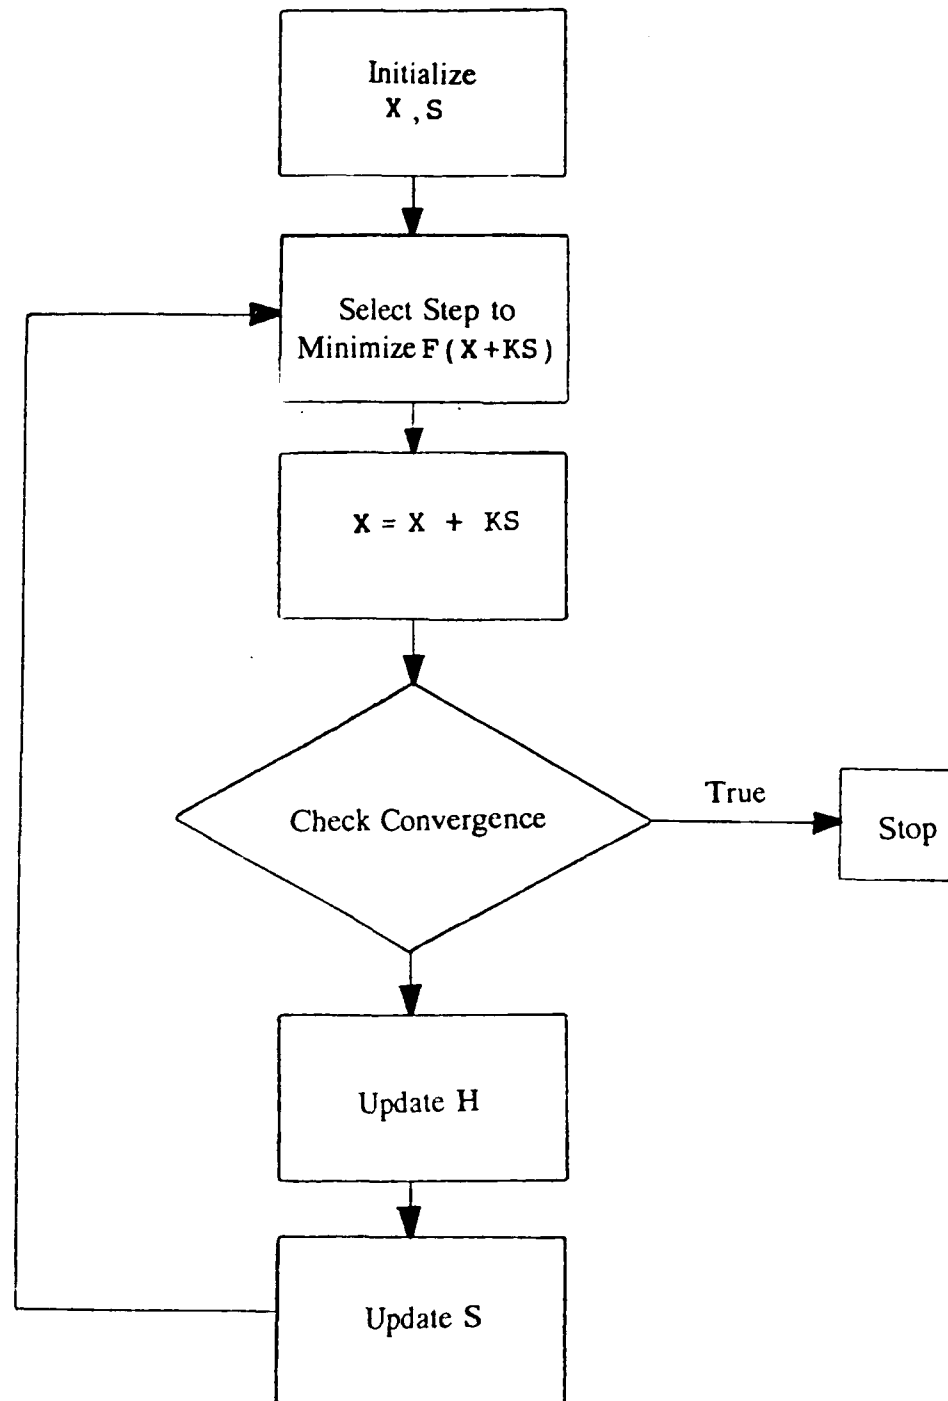 Initialize
X , S
Select Step to
Minimize F ( X + KS )
X = X + KS
Check Convergence
True
Stop
Update H
Update S